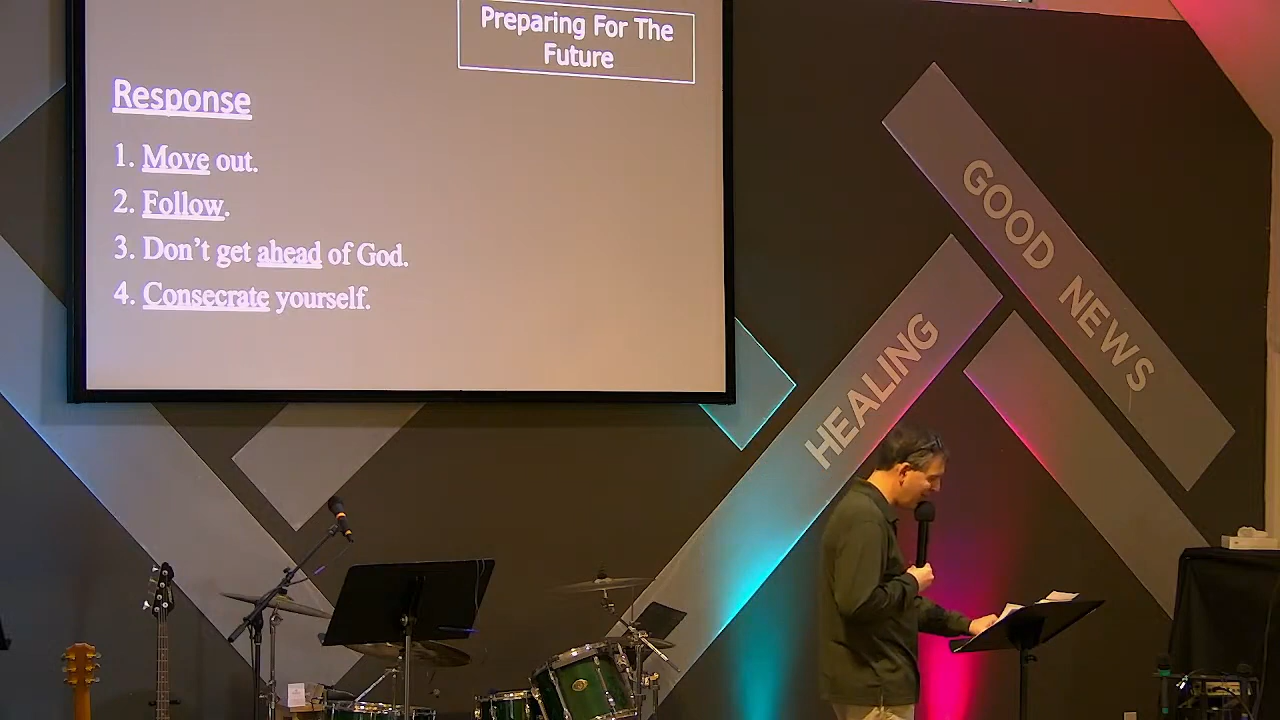 Preparing For The
Future
Response
1. Move out.
2. Follow.
3. Don't get ahead of God.
4. Consecrate yourself.
GOOD NEWS
HEALING